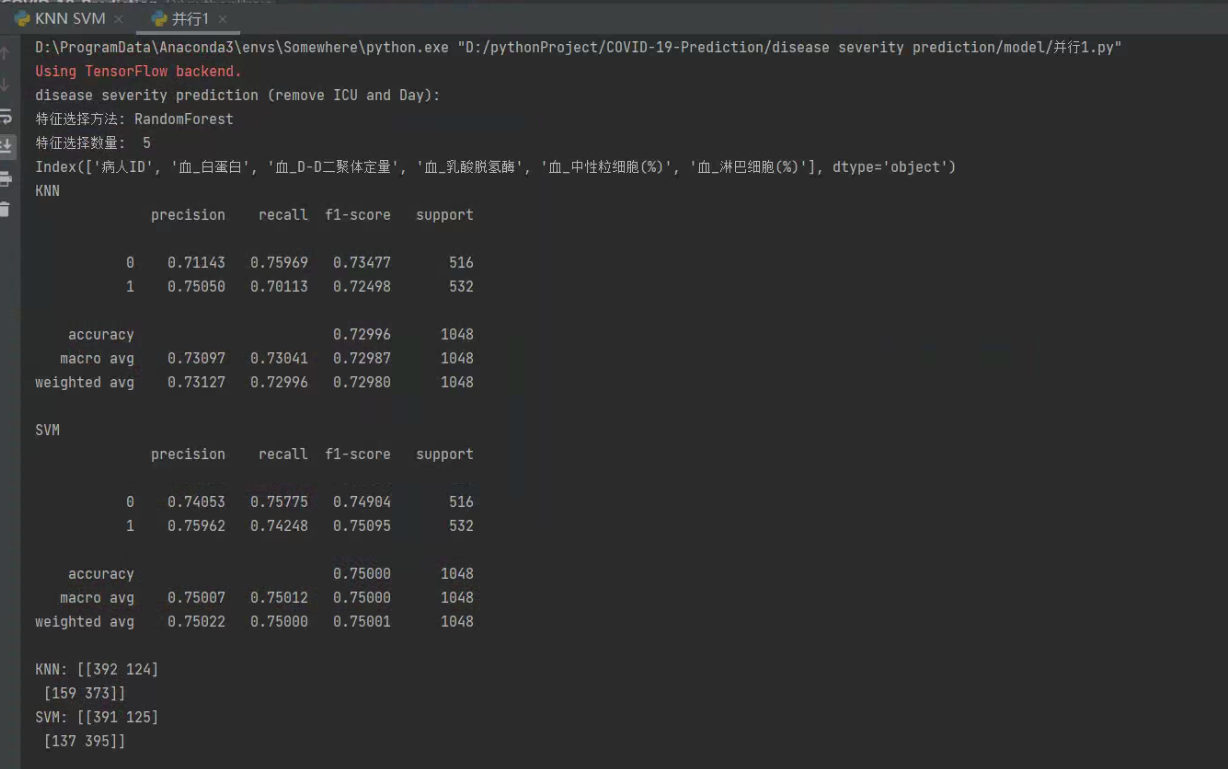 KNN SVM × 并行1 ×
D:\ProgramData\Anaconda3\envs\Somewhere\python.exe "D:/pythonProject/COVID-19-Prediction/disease severity prediction/model/并行1.py"
Using TensorFlow backend.
disease severity prediction (remove ICU and Day):
特征选择方法: RandomForest
特征选择数量: 5
Index(['病人ID', '血_白蛋白', '血_D-D二聚体定量', '血_乳酸脱氢酶', '血_中性粒细胞(%)', '血_淋巴细胞(%)'], dtype='object')
KNN
precision recall f1-score support
0 0.71143 0.75969 0.73477 516
1 0.75050 0.70113 0.72498 532
accuracy 0.72996 1048
macro avg 0.73097 0.73041 0.72987 1048
weighted avg 0.73127 0.72996 0.72980 1048
SVM
precision recall f1-score support
0 0.74053 0.75775 0.74904 516
1 0.75962 0.74248 0.75095 532
accuracy 0.75000 1048
macro avg 0.75007 0.75012 0.75000 1048
weighted avg 0.75022 0.75000 0.75001 1048
KNN: [[392 124]
[159 373]]
SVM: [[391 125]
[137 395]]